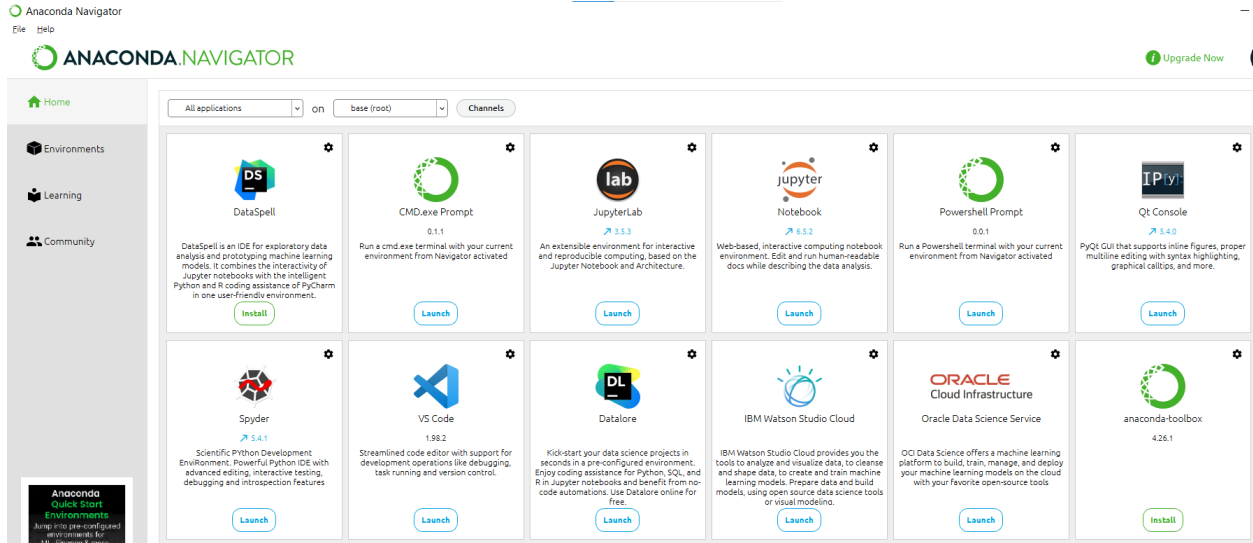 Anaconda Navigator
File Help
ANACONDA.NAVIGATOR
Upgrade Now
Home
Environments
Learning
Community
All applications on base (root) Channels
DS
DataSpell
DataSpell is an IDE for exploratory data
analysis and prototyping machine learning
models. It combines the interactivity of
Jupyter notebooks with the intelligent
Python and R coding assistance of PyCharm
in one user-friendly environment.
Install
CMD.exe Prompt
0.1.1
Run a cmd.exe terminal with your current
environment from Navigator activated
Launch
lab
JupyterLab
3.5.3
An extensible environment for interactive
and reproducible computing, based on the
Jupyter Notebook and Architecture.
Launch
jupyter
Notebook
6.5.2
Web-based, interactive computing notebook
environment. Edit and run human-readable
docs while describing the data analysis.
Launch
Powershell Prompt
0.0.1
Run a Powershell terminal with your current
environment from Navigator activated
Launch
IP[y]:
Qt Console
5.4.0
PyQt GUI that supports inline figures, proper
multiline editing with syntax highlighting,
graphical calltips, and more.
Launch
Spyder
5.4.1
Scientific PYthon Development
EnviRonment. Powerful Python IDE with
advanced editing, interactive testing,
debugging and introspection features
Launch
VS Code
1.98.2
Streamlined code editor with support for
development operations like debugging,
task running and version control.
Launch
DL
Datalore
Kick-start your data science projects in
seconds in a pre-configured environment.
Enjoy coding assistance for Python, SQL, and
R in Jupyter notebooks and benefit from no-
code automations. Use Datalore online for
free.
Launch
IBM Watson Studio Cloud
IBM Watson Studio Cloud provides you the
tools to analyze and visualize data, to cleanse
and shape data, to create and train machine
learning models. Prepare data and build
models, using open source data science tools
or visual modeling.
Launch
ORACLE
Cloud Infrastructure
Oracle Data Science Service
OCI Data Science offers a machine learning
platform to build, train, manage, and deploy
your machine learning models on the cloud
with your favorite open-source tools
Launch
anaconda-toolbox
4.26.1
Install
Anaconda
Quick Start
Environments
Jump into pre-configured
environments for
ML, Finance & more